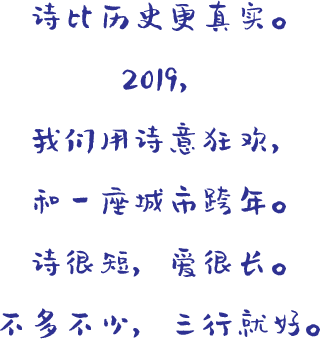 诗比历史更真实。
2019,
我们用诗意狂欢,
和一座城市跨年。
诗很短, 爱很长。
不多不少, 三行就好。